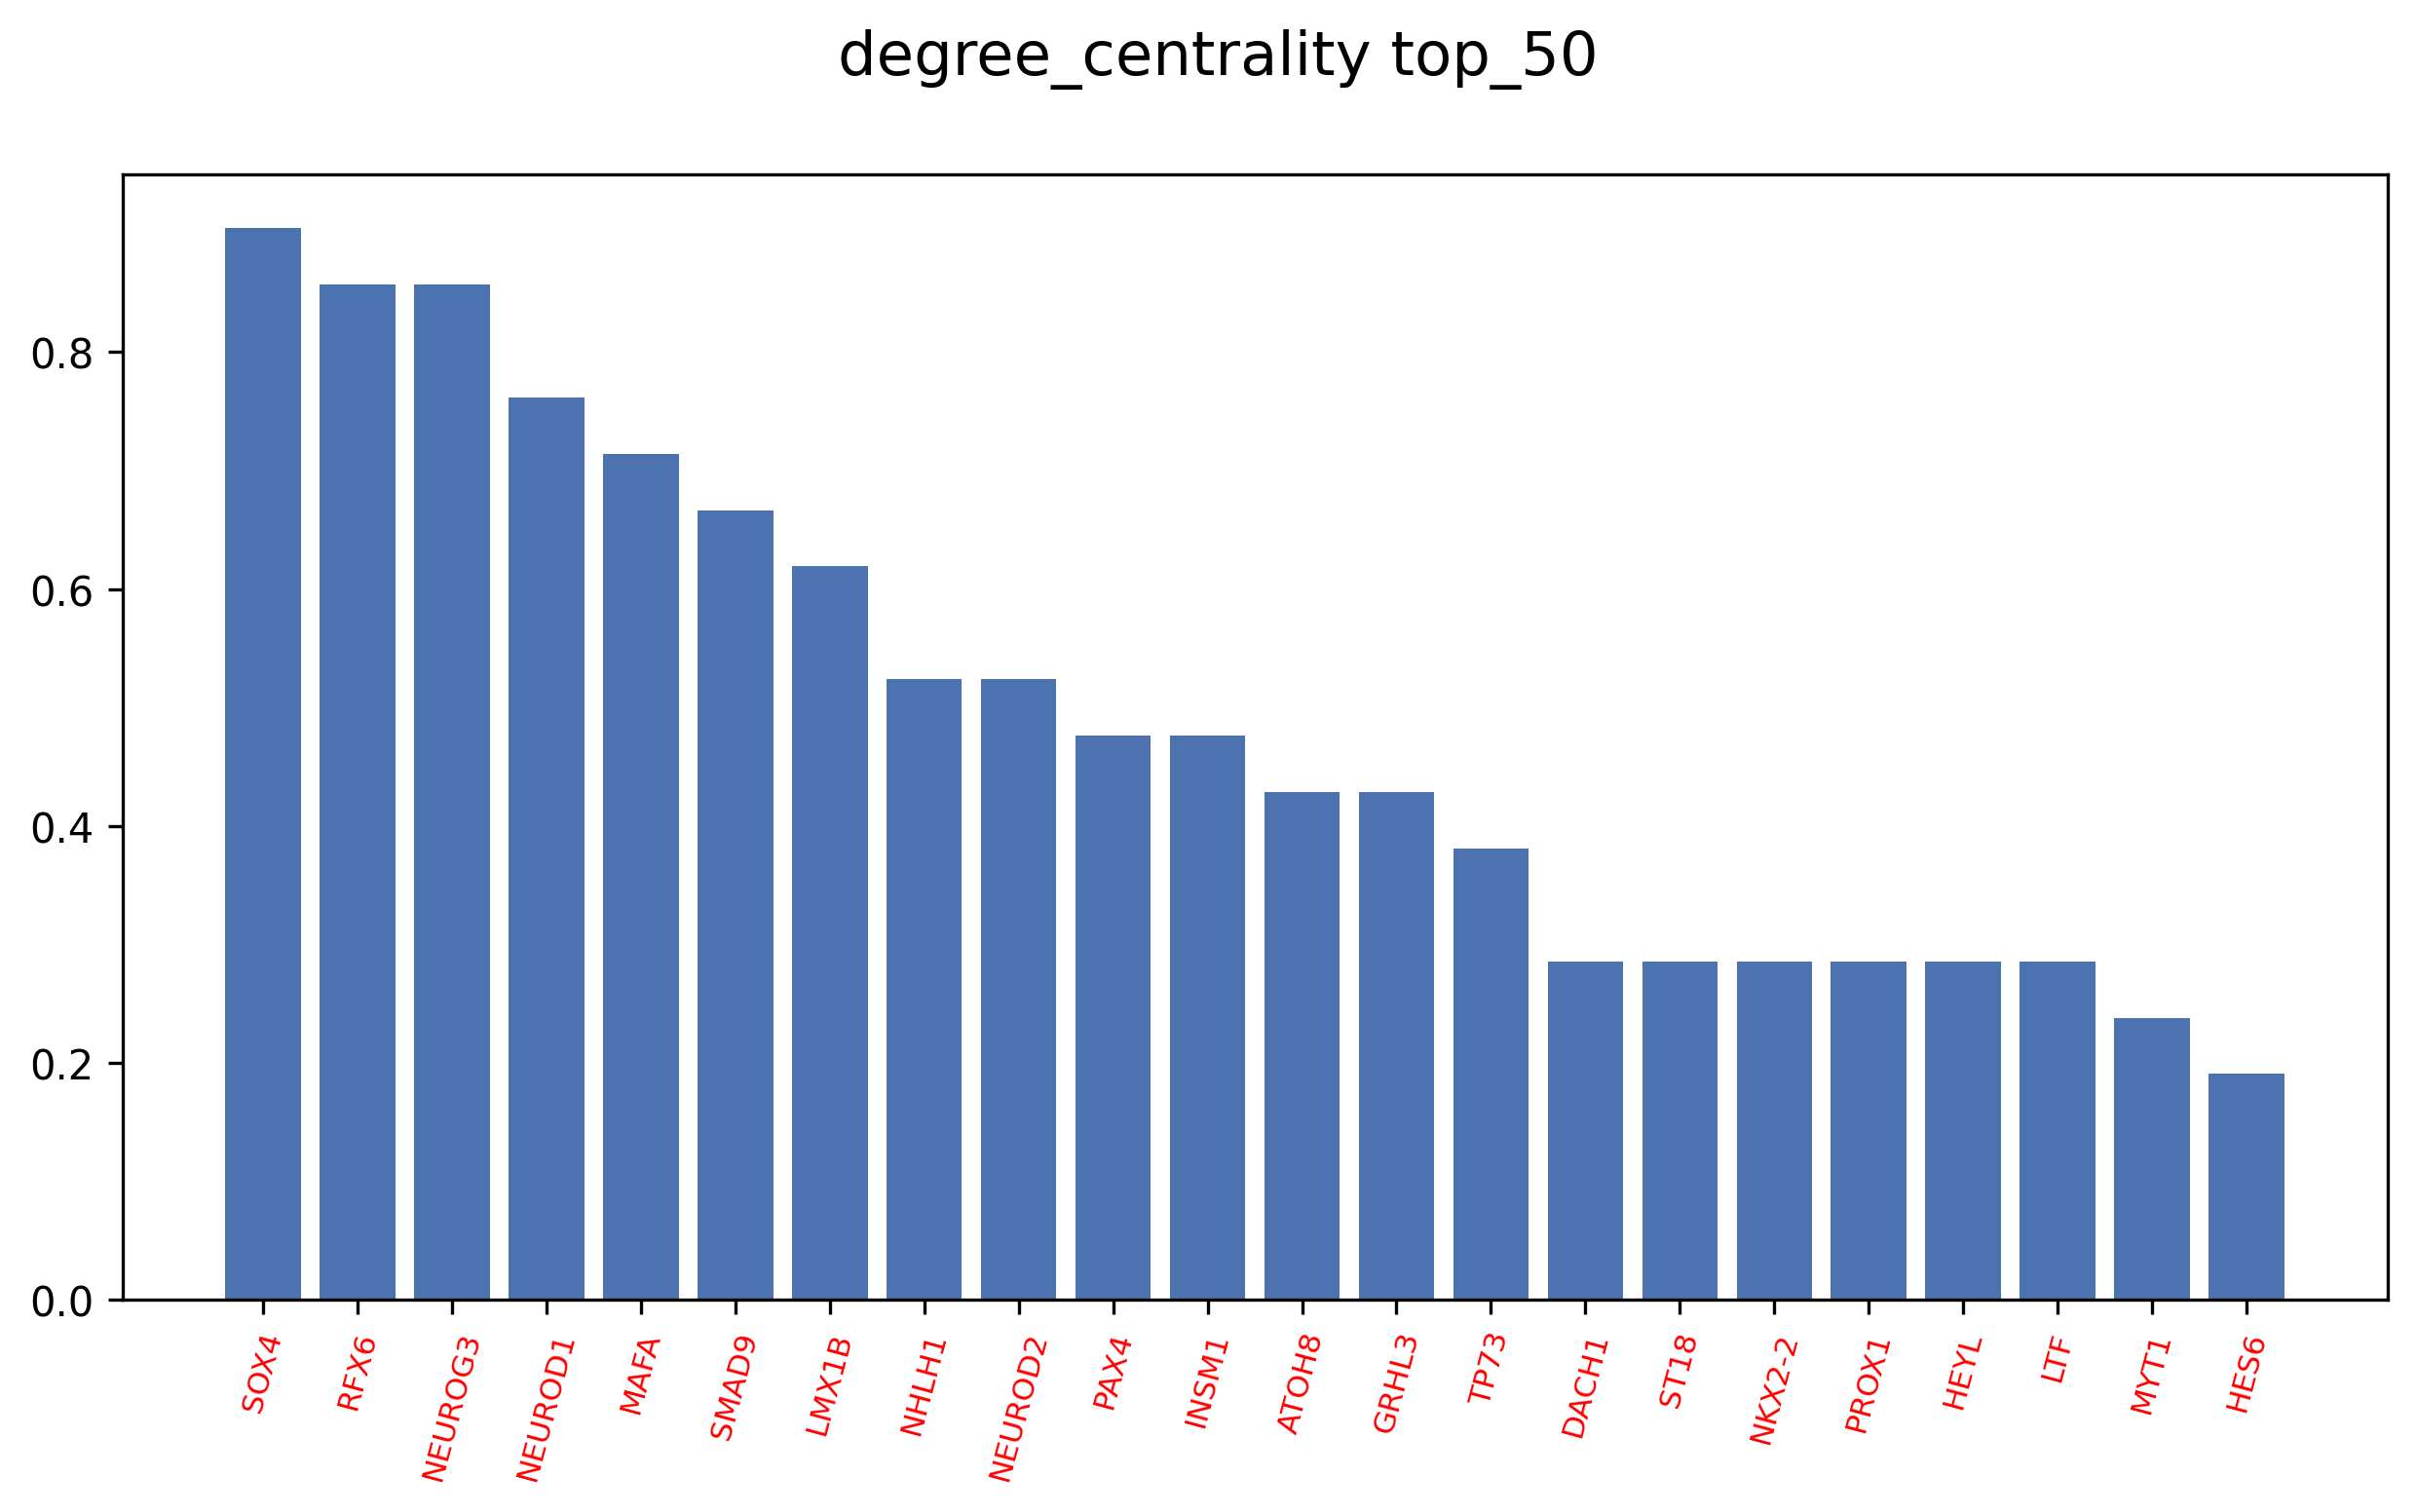 degree_centrality top_50
0.8
0.6
0.4
0.2
0.0
SOX4
RFX6
NEUROG3
NEUROD1
MAFA
SMAD9
LMX1B
NHLH1
NEUROD2
PAX4
INSM1
ATOH8
GRHL3
TP73
DACH1
ST18
NKX2-2
PROX1
HEYL
LTF
MYT1
HES6